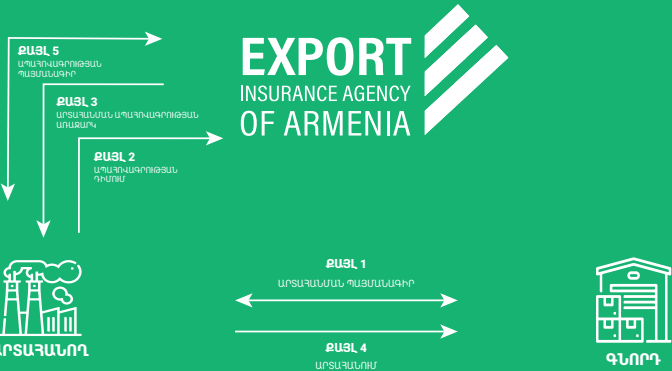 ՔԱՅԼ 5
ԱՊԱՀՈՎԱԳՐՈՒԹՅԱՆ
ՊԱՅՄԱՆԱԳԻՐ
EXPORT
INSURANCE AGENCY
OF ARMENIA
ՔԱՅԼ 3
ԱՐՏԱՀԱՆՄԱՆ ԱՊԱՀՈՎԱԳՐՈՒԹՅԱՆ
ԱՌԱՋԱՐԿ
ՔԱՅԼ 2
ԱՊԱՀՈՎԱԳՐՈՒԹՅԱՆ
ԴԻՄՈՒՄ
ՔԱՅԼ 1
ԱՐՏԱՀԱՆՄԱՆ ՊԱՅՄԱՆԱԳԻՐ
ԱՐՏԱՀԱՆՈՂ
ՔԱՅԼ 4
ԱՐՏԱՀԱՆՈՒՄ
ԳՆՈՐԴ